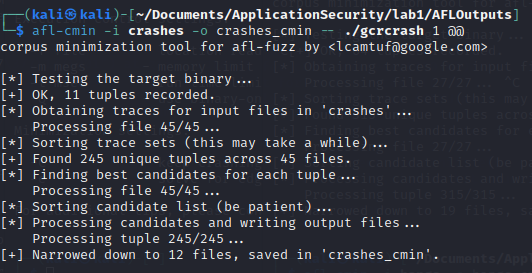 (kali㉿kali)-[~/Documents/ApplicationSecurity/lab1/AFLOutputs]
$ afl-cmin -i crashes -o crashes_cmin -- ./gcrcrash 1 @@
corpus minimization tool for afl-fuzz by <lcamtuf@google.com>
[*] Testing the target binary...
[+] OK, 11 tuples recorded.
[*] Obtaining traces for input files in 'crashes'...
Processing file 45/45...
[*] Sorting trace sets (this may take a while)...
[+] Found 245 unique tuples across 45 files.
[*] Finding best candidates for each tuple...
Processing file 45/45...
[*] Sorting candidate list (be patient)...
[*] Processing candidates and writing output files...
Processing tuple 245/245...
[+] Narrowed down to 12 files, saved in 'crashes_cmin'.